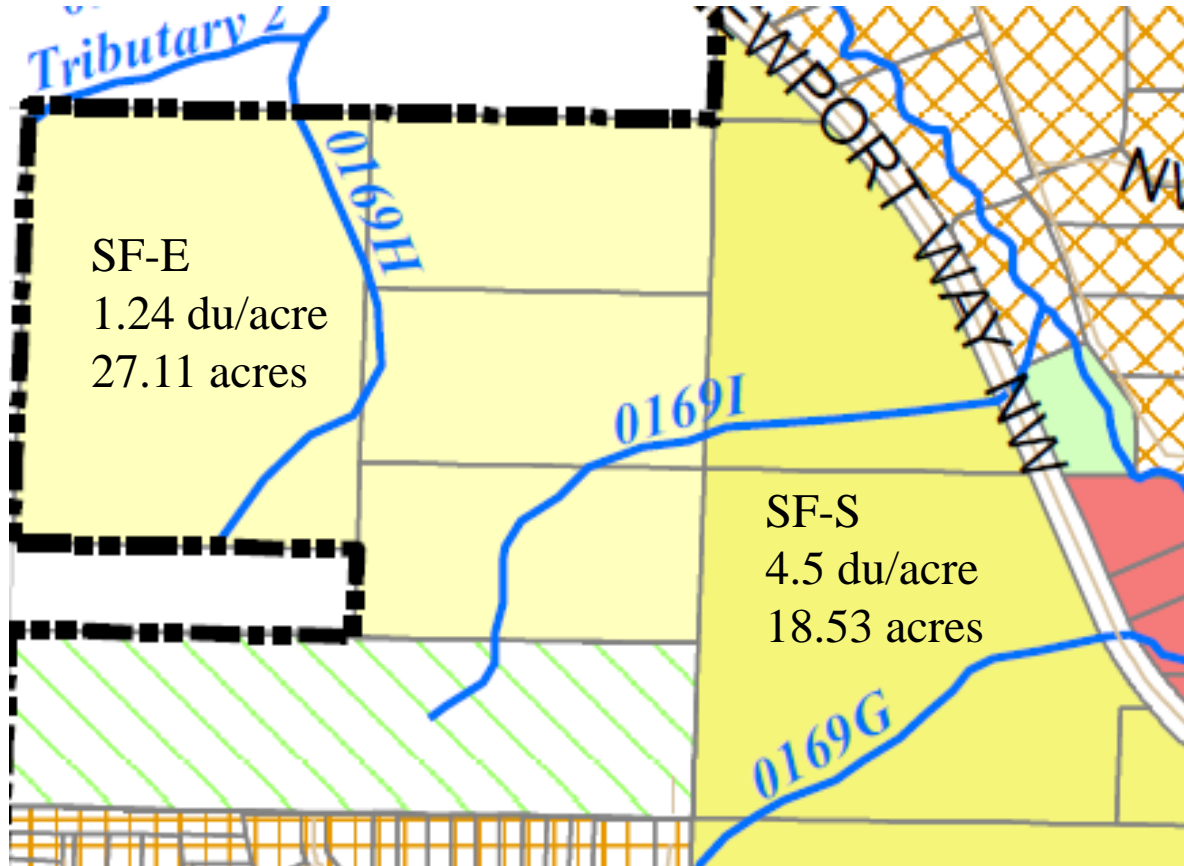 Tributary 2
0169H
SF-E
1.24 du/acre
27.11 acres
EWPORT WAY NW
0169I
SF-S
4.5 du/acre
18.53 acres
0169G